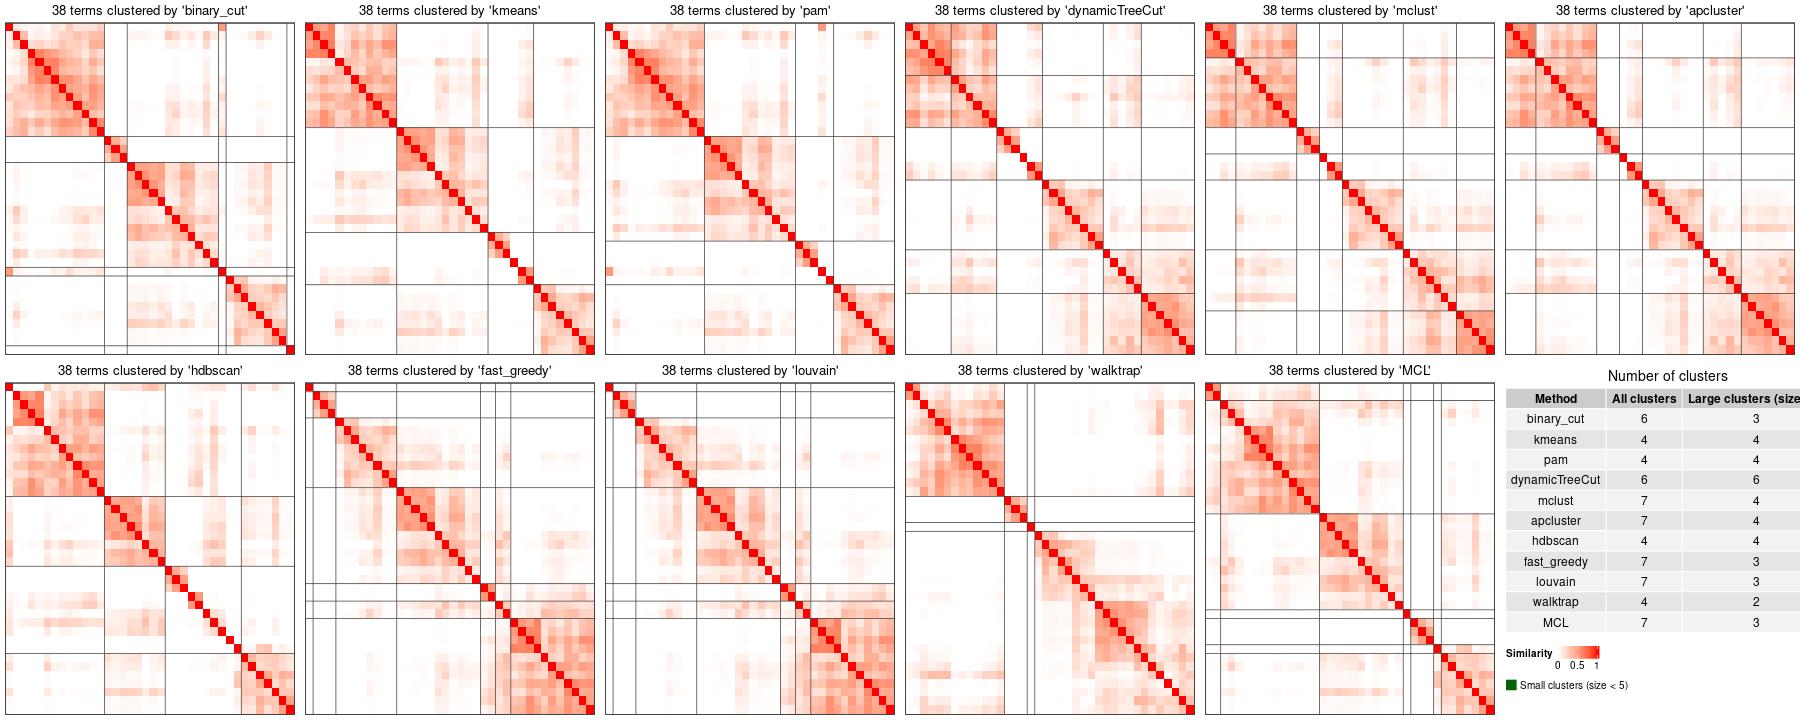 38 terms clustered by 'binary_cut'
38 terms clustered by 'kmeans'
38 terms clustered by 'pam'
38 terms clustered by 'dynamicTreeCut'
38 terms clustered by 'mclust'
38 terms clustered by 'apcluster'
38 terms clustered by 'hdbscan'
38 terms clustered by 'fast_greedy'
38 terms clustered by 'louvain'
38 terms clustered by 'walktrap'
38 terms clustered by 'MCL'
Number of clusters
Method All clusters Large clusters (size
binary_cut 6 3
kmeans 4 4
pam 4 4
dynamicTreeCut 6 6
mclust 7 4
apcluster 7 4
hdbscan 4 4
fast_greedy 7 3
louvain 7 3
walktrap 4 2
MCL 7 3
Similarity
0 0.5 1
Small clusters (size < 5)